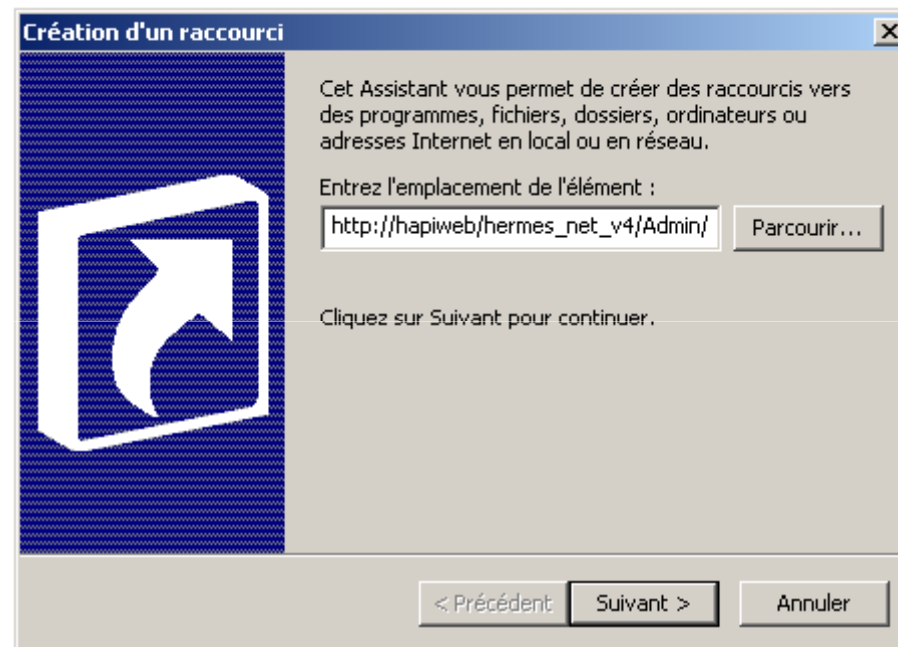 Création d'un raccourci
Cet Assistant vous permet de créer des raccourcis vers
des programmes, fichiers, dossiers, ordinateurs ou
adresses Internet en local ou en réseau.
Entrez l'emplacement de l'élément :
http://hapiweb/hermes_net_v4/Admin/
Parcourir...
Cliquez sur Suivant pour continuer.
< Précédent
Suivant >
Annuler